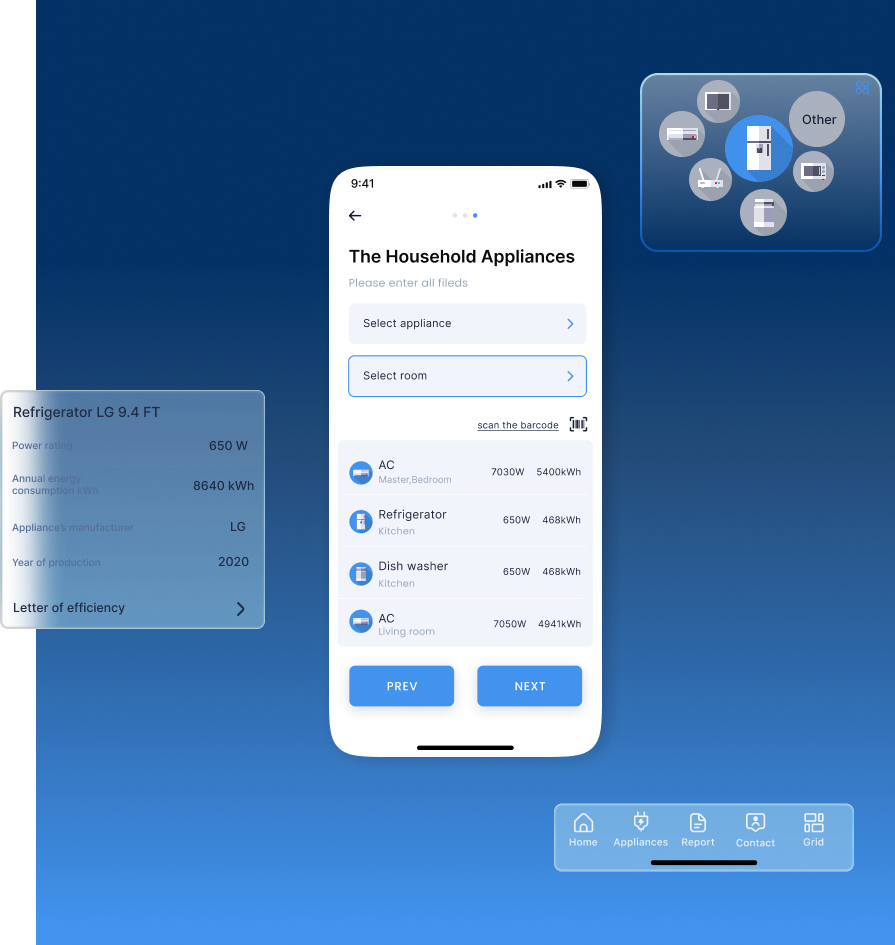 Other
9:41
The Household Appliances
Please enter all fileds
Select appliance
Select room
scan the barcode
AC
Master,Bedroom
7030W 5400kWh
Refrigerator
Kitchen
650W 468kWh
Dish washer
Kitchen
650W 468kWh
AC
Living room
7050W 4941kWh
PREV NEXT
Refrigerator LG 9.4 FT
Power rating 650 W
Annual energy
consumption kWh 8640 kWh
Appliance's manufacturer LG
Year of production 2020
Letter of efficiency
Home Appliances Report Contact Grid